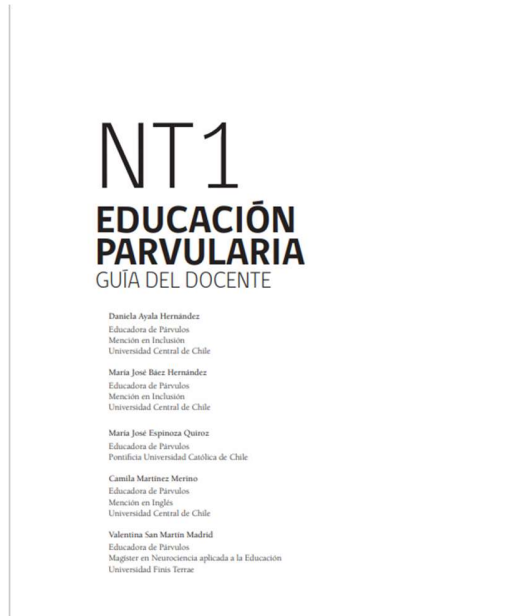 NT1
EDUCACIÓN
PARVULARIA
GUÍA DEL DOCENTE
Daniela Ayala Hernández
Educadora de Párvulos
Mención en Inclusión
Universidad Central de Chile
María José Báez Hernández
Educadora de Párvulos
Mención en Inclusión
Universidad Central de Chile
María José Espinoza Quiroz
Educadora de Párvulos
Pontificia Universidad Católica de Chile
Camila Martínez Merino
Educadora de Párvulos
Mención en Inglés
Universidad Central de Chile
Valentina San Martín Madrid
Educadora de Párvulos
Magíster en Neurociencia aplicada a la Educación
Universidad Finis Terrae